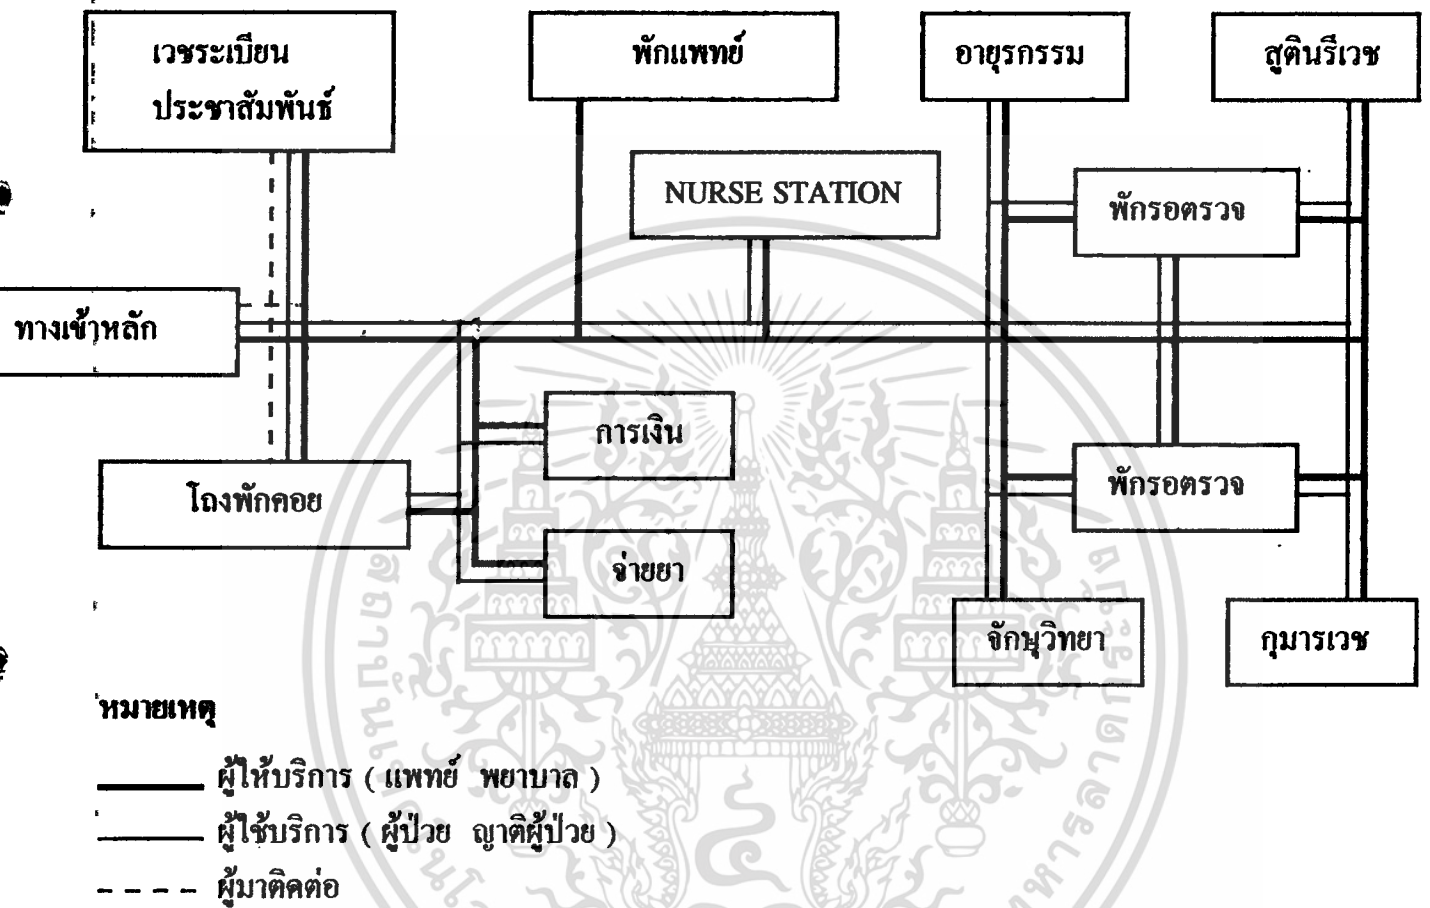 เวชระเบียน
ประชาสัมพันธ์
พักแพทย์
อายุรกรรม
สูตินรีเวช
NURSE STATION
พักรอตรวจ
ทางเข้าหลัก
การเงิน
โถงพักคอย
พักรอตรวจ
จ่ายยา
จักษุวิทยา
กุมารเวช
หมายเหตุ
ผู้ให้บริการ ( แพทย์ พยาบาล )
ผู้ใช้บริการ ( ผู้ป่วย ญาติผู้ป่วย )
ผู้มาติดต่อ